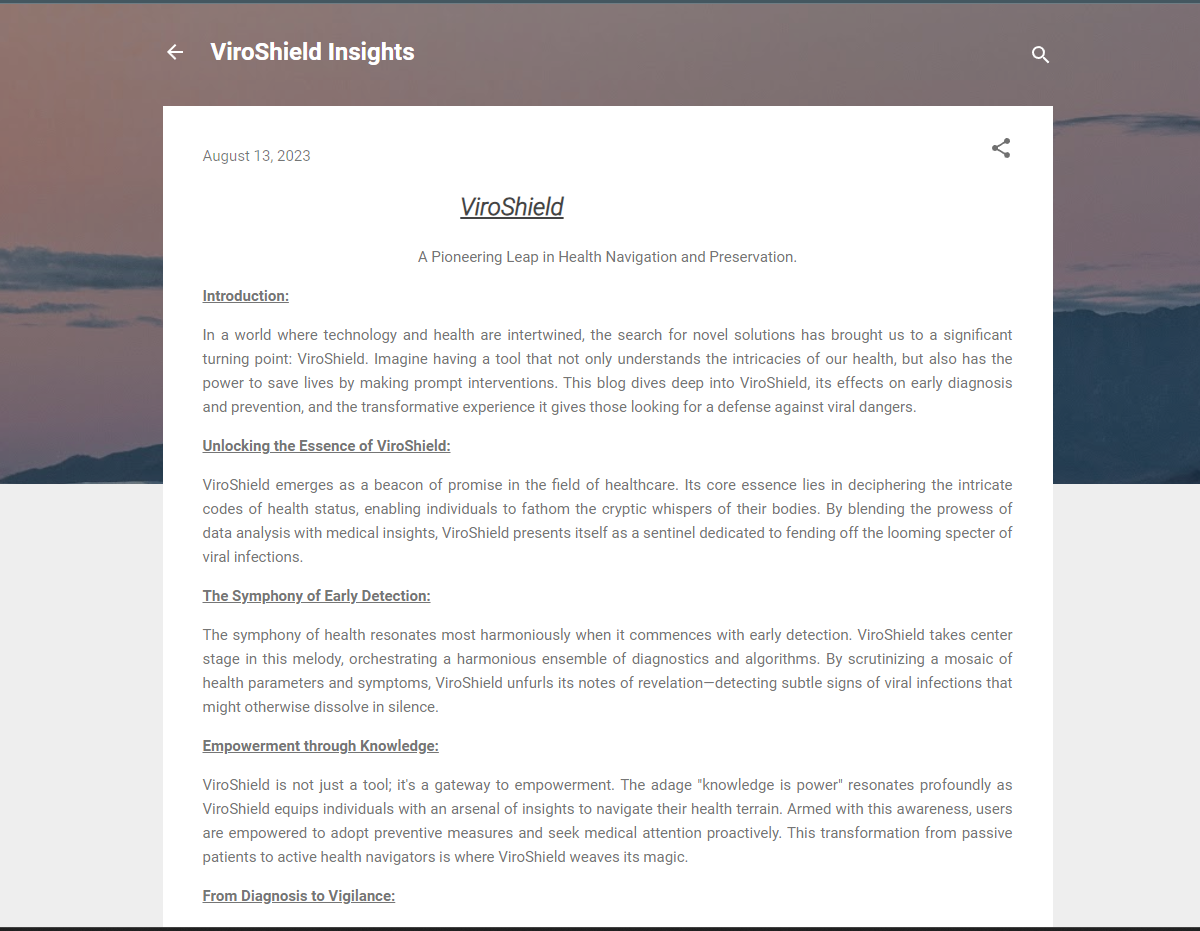 ViroShield Insights
August 13, 2023
ViroShield
A Pioneering Leap in Health Navigation and Preservation.
Introduction:
In a world where technology and health are intertwined, the search for novel solutions has brought us to a significant
turning point: ViroShield. Imagine having a tool that not only understands the intricacies of our health, but also has the
power to save lives by making prompt interventions. This blog dives deep into ViroShield, its effects on early diagnosis
and prevention, and the transformative experience it gives those looking for a defense against viral dangers.
Unlocking the Essence of ViroShield:
ViroShield emerges as a beacon of promise in the field of healthcare. Its core essence lies in deciphering the intricate
codes of health status, enabling individuals to fathom the cryptic whispers of their bodies. By blending the prowess of
data analysis with medical insights, ViroShield presents itself as a sentinel dedicated to fending off the looming specter of
viral infections.
The Symphony of Early Detection:
The symphony of health resonates most harmoniously when it commences with early detection. ViroShield takes center
stage in this melody, orchestrating a harmonious ensemble of diagnostics and algorithms. By scrutinizing a mosaic of
health parameters and symptoms, ViroShield unfurls its notes of revelation—detecting subtle signs of viral infections that
might otherwise dissolve in silence.
Empowerment through Knowledge:
ViroShield is not just a tool; it's a gateway to empowerment. The adage "knowledge is power" resonates profoundly as
ViroShield equips individuals with an arsenal of insights to navigate their health terrain. Armed with this awareness, users
are empowered to adopt preventive measures and seek medical attention proactively. This transformation from passive
patients to active health navigators is where ViroShield weaves its magic.
From Diagnosis to Vigilance: